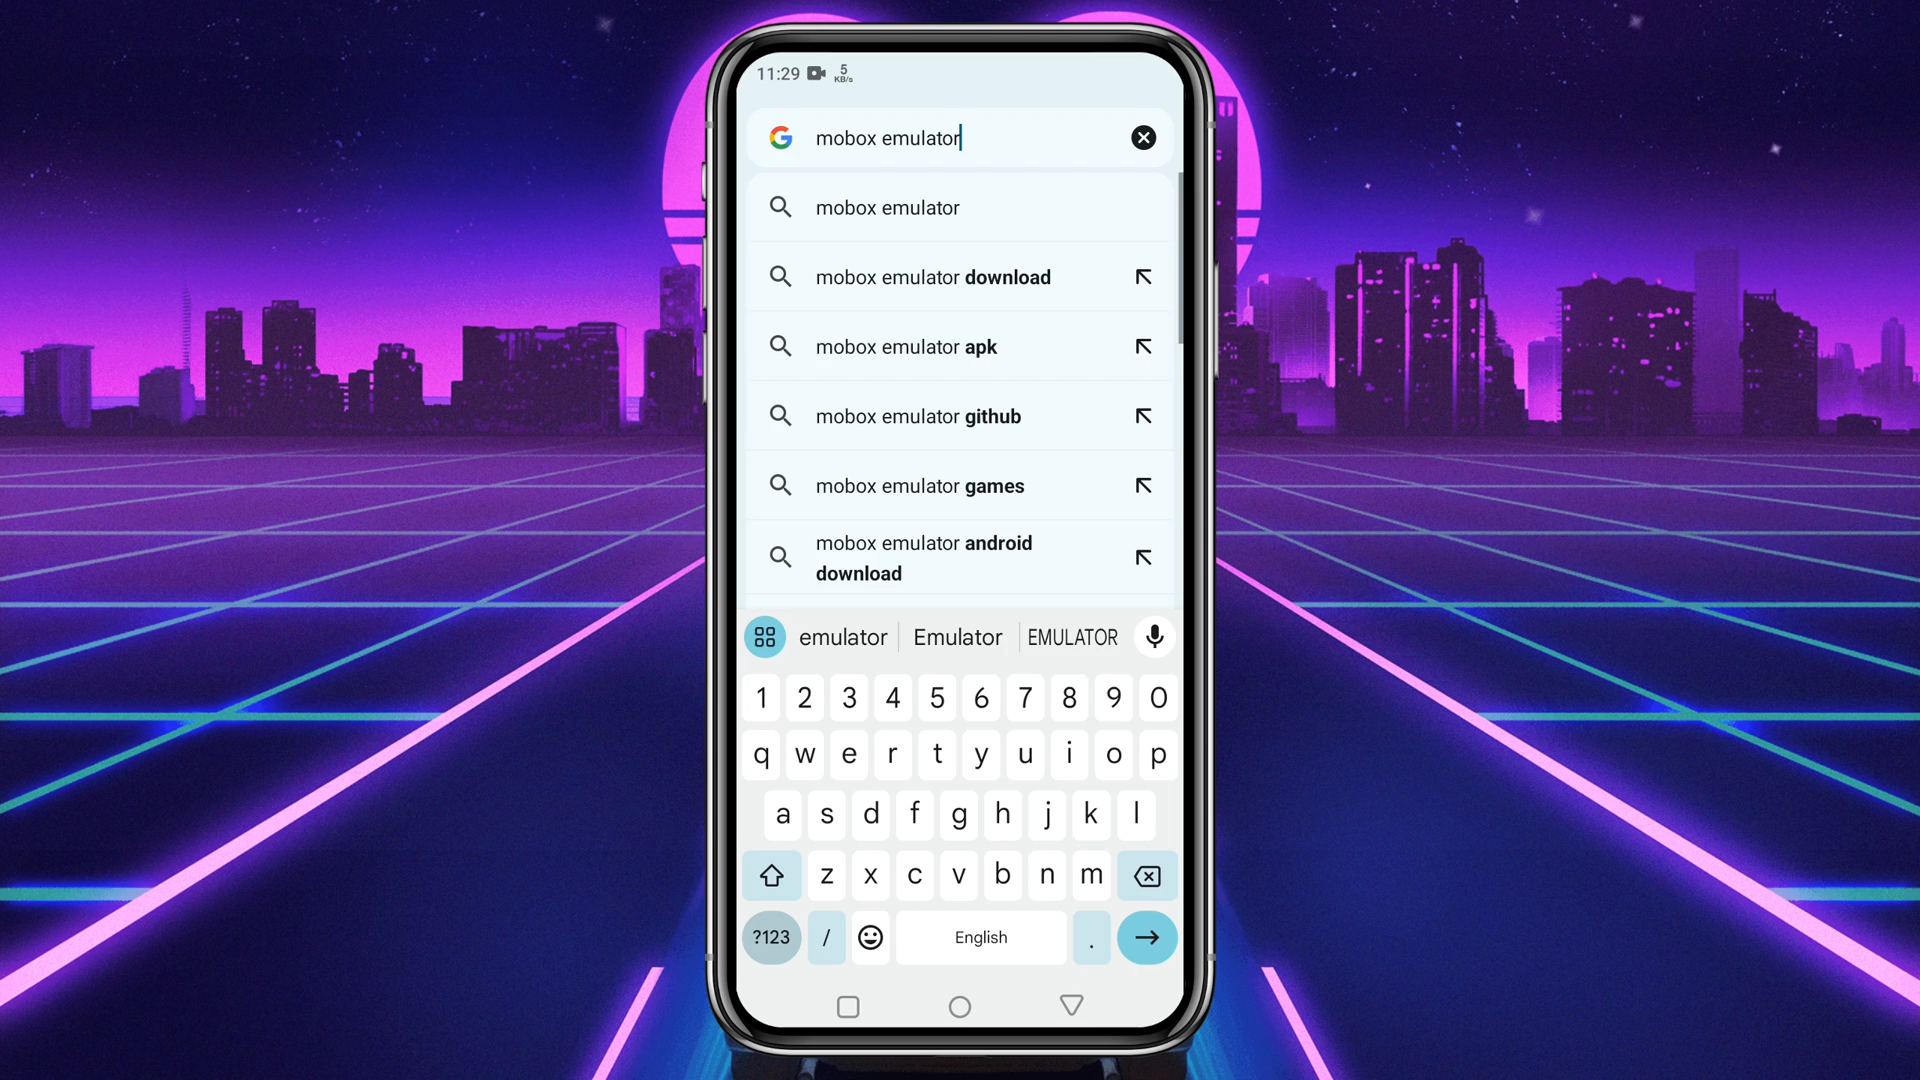 11:29 5 KB/s
mobox emulator
mobox emulator
mobox emulator download
mobox emulator apk
mobox emulator github
mobox emulator games
mobox emulator android
download
emulator Emulator EMULATOR
1 2 3 4 5 6 7 8 9 0
q w e r t y u i o p
a s d f g h j k l
z x c v b n m
?123 / English .